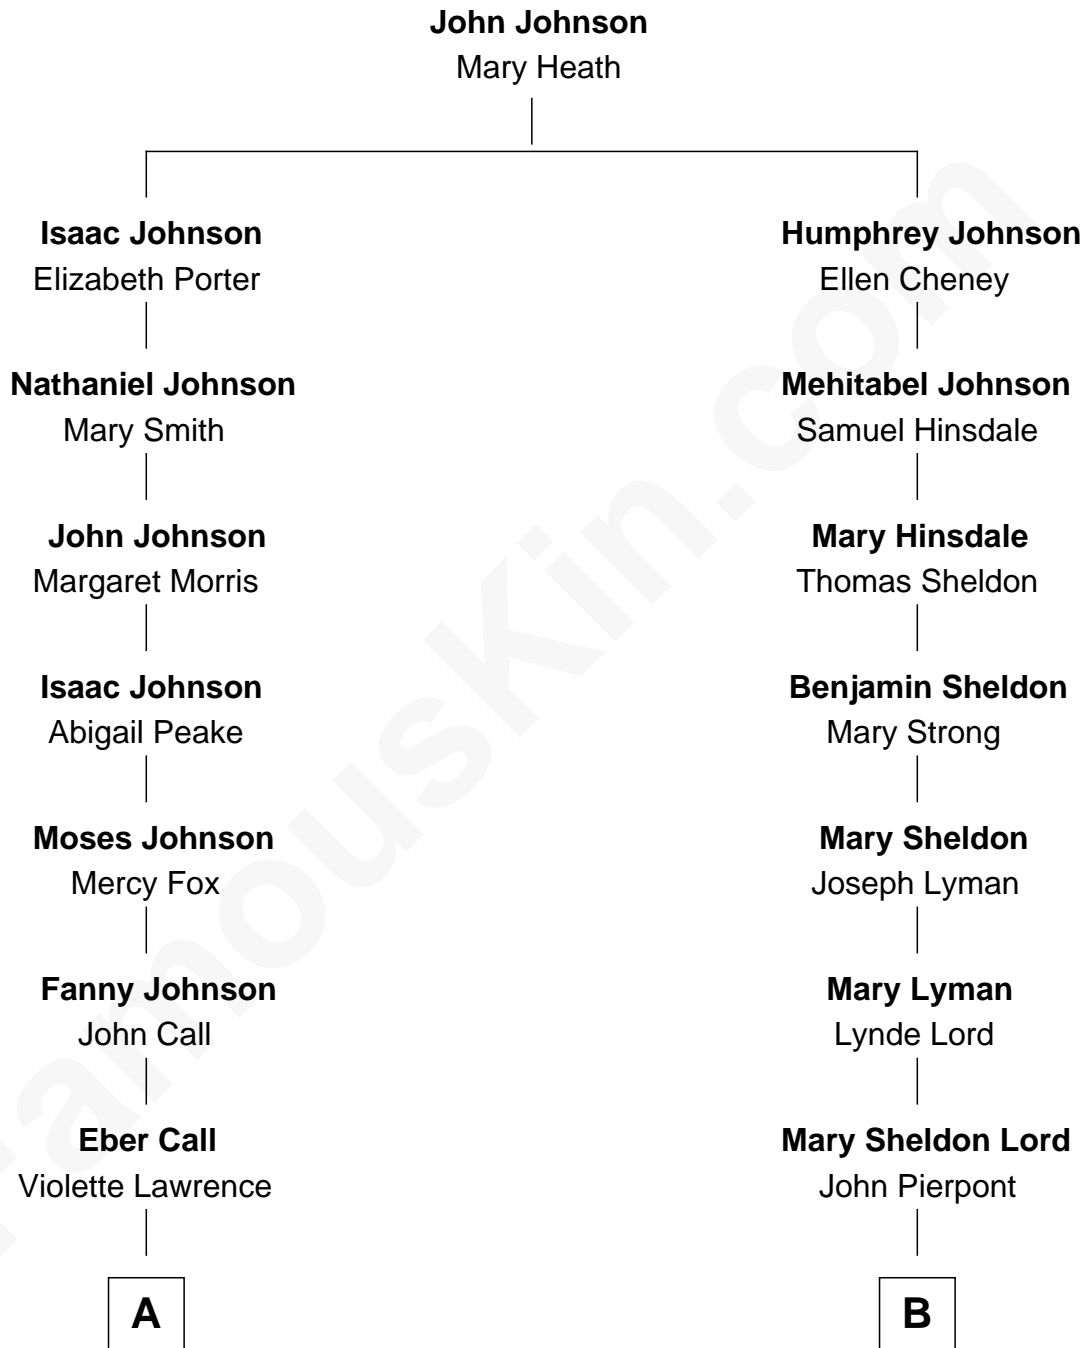 John Johnson
Mary Heath
Isaac Johnson
Elizabeth Porter
Humphrey Johnson
Ellen Cheney
Nathaniel Johnson
Mary Smith
Mehitabel Johnson
Samuel Hinsdale
John Johnson
Margaret Morris
Mary Hinsdale
Thomas Sheldon
Isaac Johnson
Abigail Peake
Benjamin Sheldon
Mary Strong
Moses Johnson
Mercy Fox
Mary Sheldon
Joseph Lyman
Fanny Johnson
John Call
Mary Lyman
Lynde Lord
Eber Call
Violette Lawrence
Mary Sheldon Lord
John Pierpont
A
B
FamousKin.com